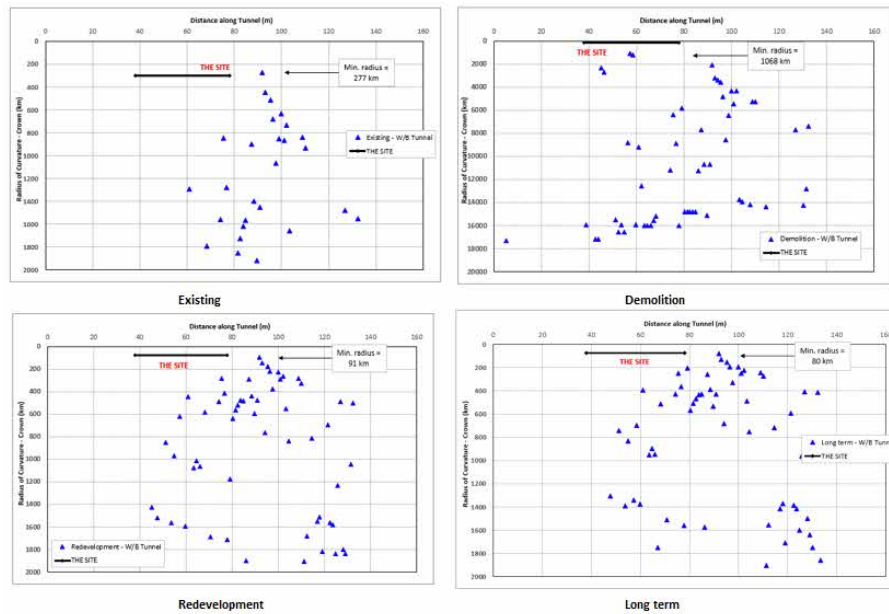 Distance along Tunnel (m)
0 20 40 60 80 100 120 140 160
0
200
400
600
800
1000
1200
1400
1600
1800
2000
Radius of Curvature - Crown (km)
THE SITE
Min. radius =
277 km
Existing - W/B Tunnel
THE SITE
Existing
Distance along Tunnel (m)
0 20 40 60 80 100 120 140 160
0
2000
4000
6000
8000
10000
12000
14000
16000
18000
20000
Radius of Curvature - Crown (km)
THE SITE
Min. radius =
1068 km
Demolition - W/B Tunnel
THE SITE
Demolition
Distance along Tunnel (m)
0 20 40 60 80 100 120 140 160
0
200
400
600
800
1000
1200
1400
1600
1800
2000
Radius of Curvature - Crown (km)
THE SITE
Min. radius =
91 km
Redevelopment - W/B Tunnel
THE SITE
Redevelopment
Distance along Tunnel (m)
0 20 40 60 80 100 120 140 160
0
200
400
600
800
1000
1200
1400
1600
1800
2000
Radius of Curvature - Crown (km)
THE SITE
Min. radius =
80 km
Long term - W/B Tunnel
THE SITE
Long term